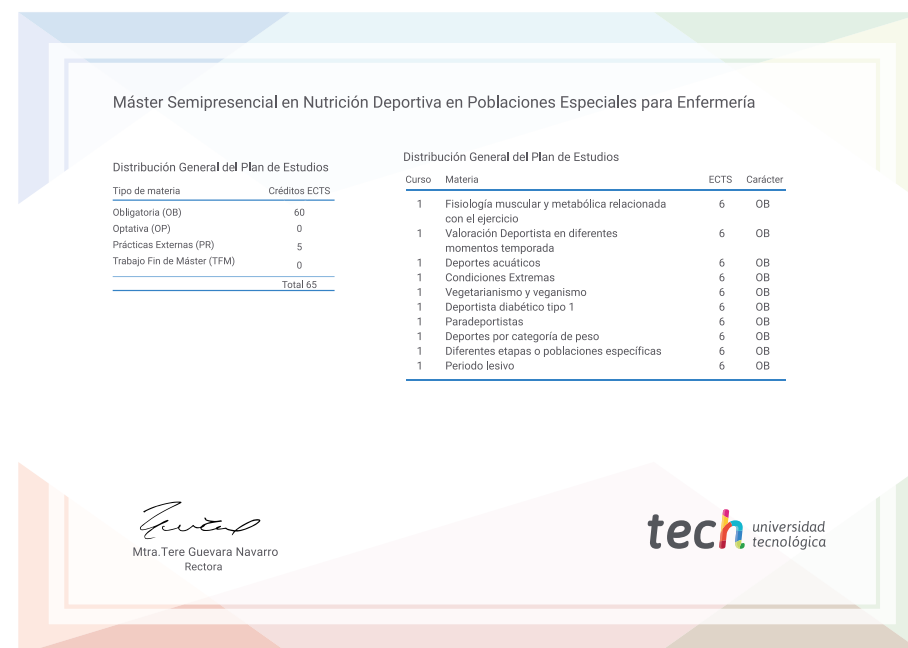 Máster Semipresencial en Nutrición Deportiva en Poblaciones Especiales para Enfermería
Distribución General del Plan de Estudios
Tipo de materia Créditos ECTS
Obligatoria (OB) 60
Optativa (OP) 0
Prácticas Externas (PR) 5
Trabajo Fin de Máster (TFM) 0
Total 65
Distribución General del Plan de Estudios
Curso Materia ECTS Carácter
1 Fisiología muscular y metabólica relacionada 6 OB
con el ejercicio
1 Valoración Deportista en diferentes 6 OB
momentos temporada
1 Deportes acuáticos 6 OB
1 Condiciones Extremas 6 OB
1 Vegetarianismo y veganismo 6 OB
1 Deportista diabético tipo 1 6 OB
1 Paradeportistas 6 OB
1 Deportes por categoría de peso 6 OB
1 Diferentes etapas o poblaciones específicas 6 OB
1 Periodo lesivo 6 OB
Mtra.Tere Guevara Navarro
Rectora
tech universidad
tecnológica